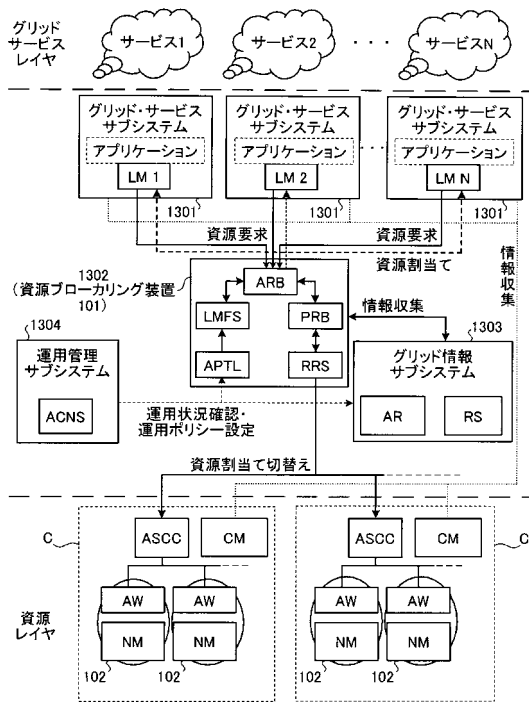 グリッド
サービス
レイヤ
サービス1
サービス2
・・・
サービスN
グリッド・サービス
サブシステム
アプリケーション
LM 1
1301
グリッド・サービス
サブシステム
アプリケーション
LM 2
1301
グリッド・サービス
サブシステム
アプリケーション
LM N
1301
資源要求
資源要求
資源割当て
情報収集
1302
(資源ブローカリング装置
101)
ARB
LMFS
PRB
APTL
RRS
情報収集
1303
グリッド情報
サブシステム
AR
RS
1304
運用管理
サブシステム
ACNS
運用状況確認・
運用ポリシー設定
資源割当て切替え
資源
レイヤ
C
ASCC
CM
AW
AW
NM
NM
102
102
C
ASCC
CM
AW
AW
NM
NM
102
102